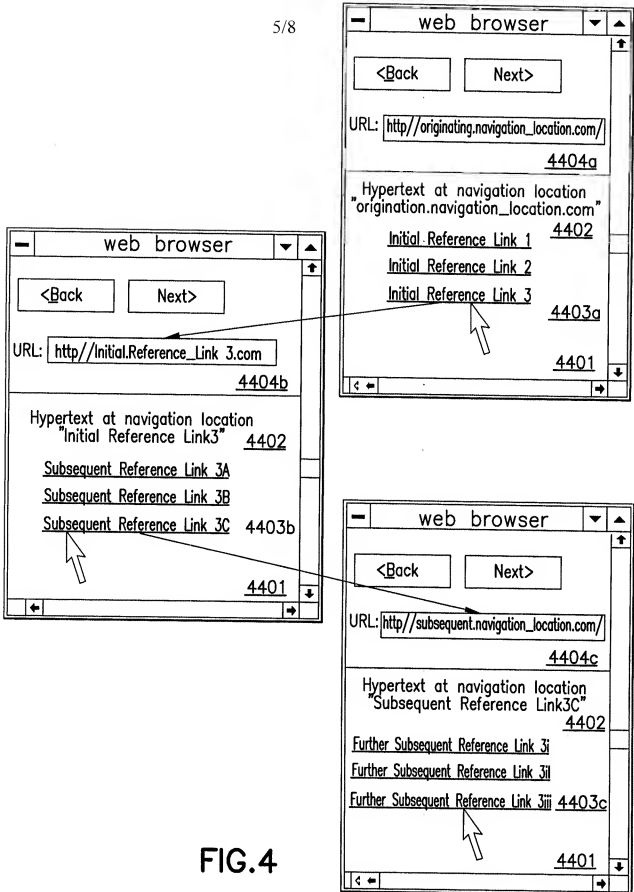 5/8
web browser
<Back
Next>
URL: http//originating.navigation_location.com/
4404a
Hypertext at navigation location
"origination.navigation_location.com"
4402
Initial Reference Link 1
Initial Reference Link 2
Initial Reference Link 3
4403a
4401
web browser
<Back
Next>
URL: http//Initial.Reference_Link 3.com
4404b
Hypertext at navigation location
"Initial Reference Link3"
4402
Subsequent Reference Link 3A
Subsequent Reference Link 3B
Subsequent Reference Link 3C 4403b
4401
web browser
<Back
Next>
URL: http//subsequent.navigation_location.com/
4404c
Hypertext at navigation location
"Subsequent Reference Link3C"
4402
Further Subsequent Reference Link 3i
Further Subsequent Reference Link 3il
Further Subsequent Reference Link 3iii 4403c
4401
FIG.4